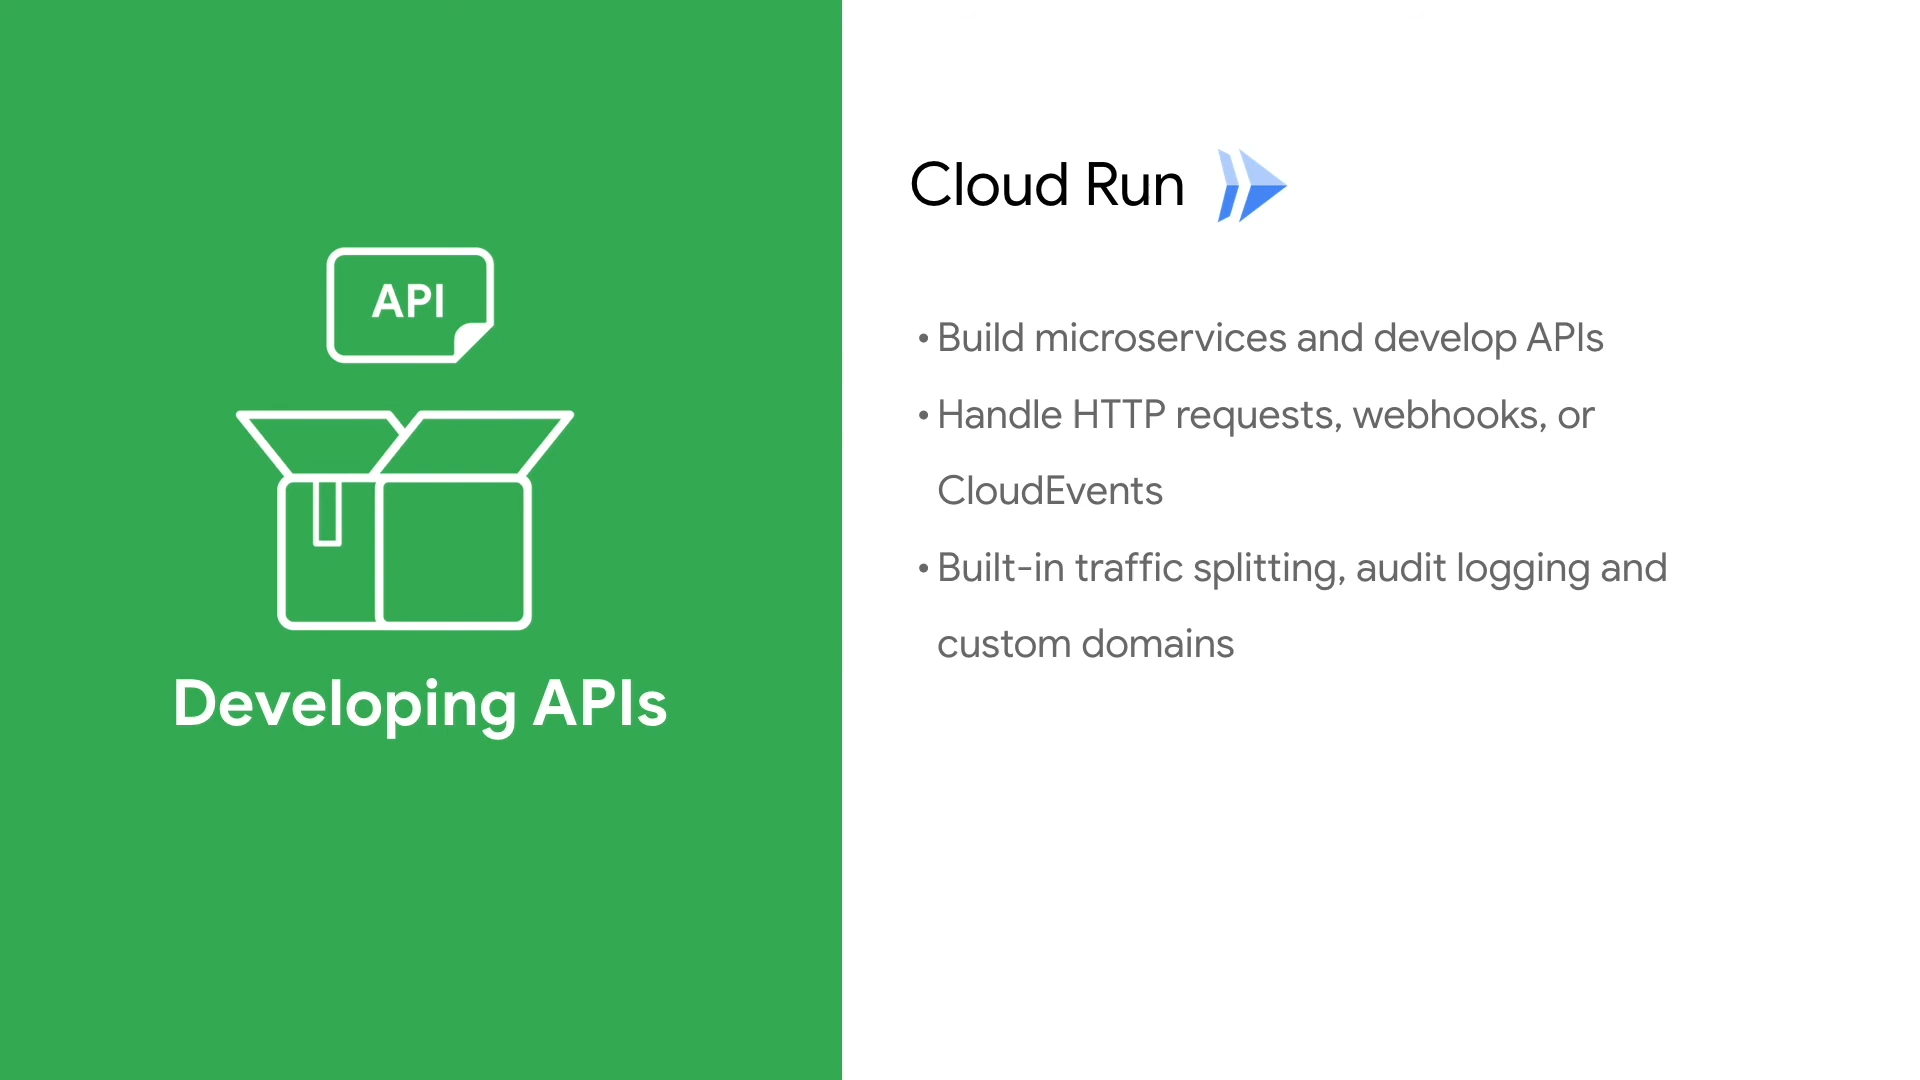 API
Developing APIs
Cloud Run
• Build microservices and develop APIs
• Handle HTTP requests, webhooks, or
CloudEvents
• Built-in traffic splitting, audit logging and
custom domains